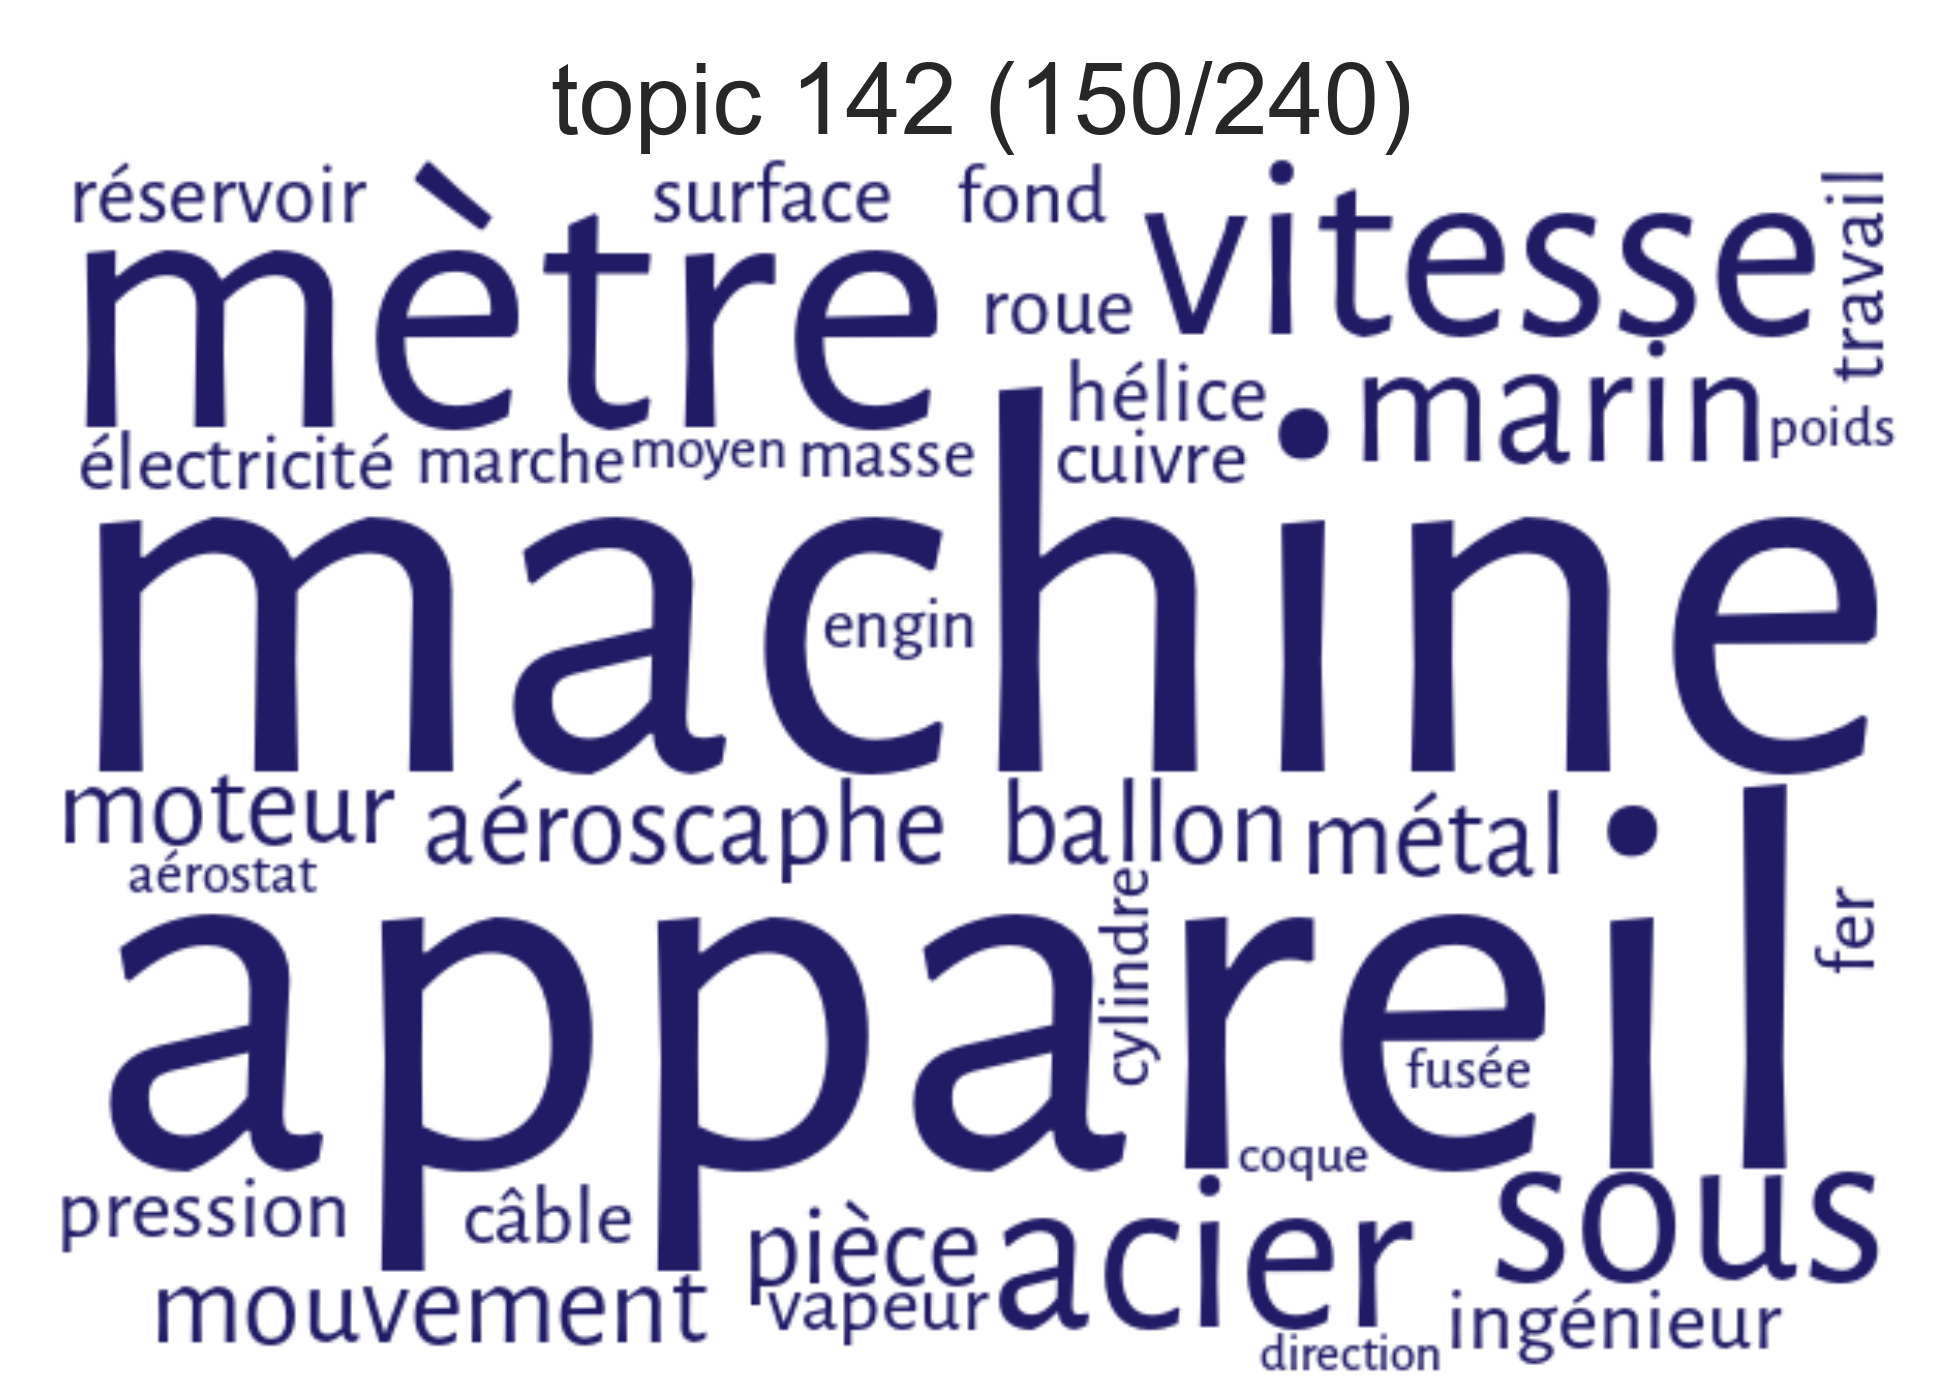 topic 142 (150/240)
réservoir surface fond vitesse travail
mètre roue
hélice marin poids
électricité marche moyen masse cuivre
machine
engin
moteur aéroscaphe ballon métal
aérostat cylindre fer
appareil
fusée
coque
pression câble pièce acier sous
mouvement vapeur ingénieur
direction